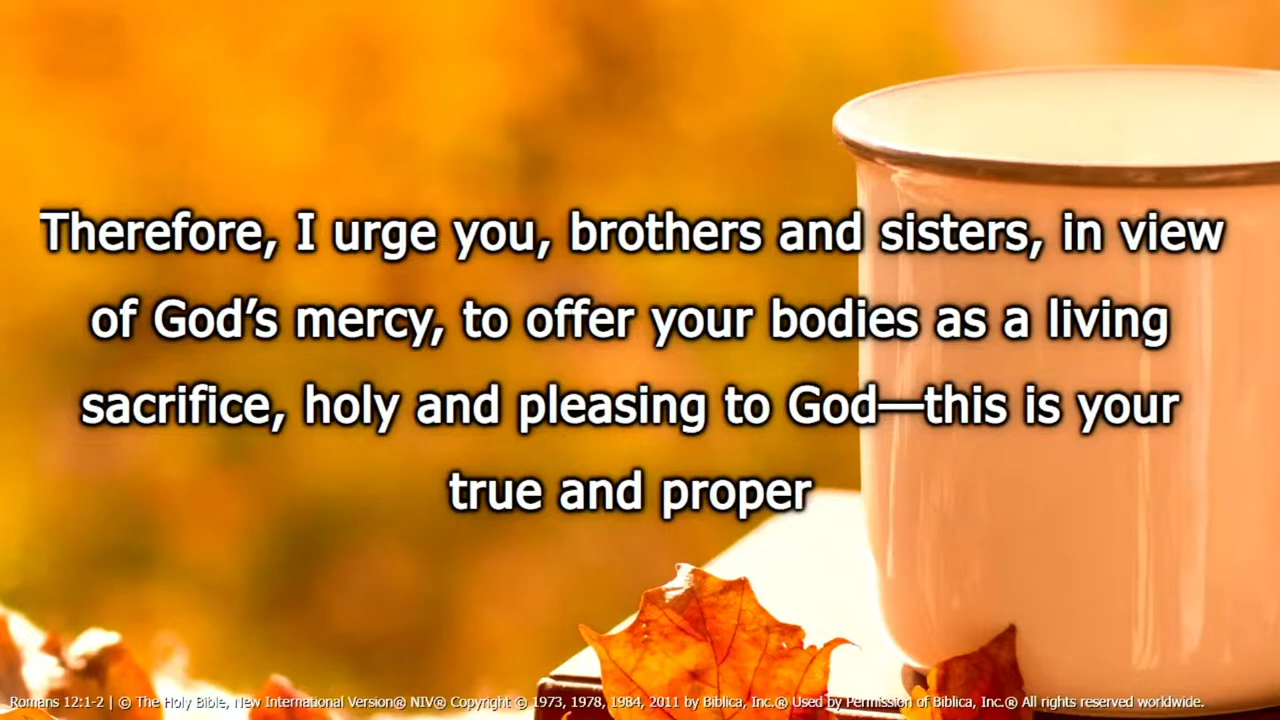 Therefore, I urge you, brothers and sisters, in view
of God’s mercy, to offer your bodies as a living
sacrifice, holy and pleasing to God—this is your
true and proper
Romans 12:1-2 | © The Holy Bible, New International Version® NIV® Copyright © 1973, 1978, 1984, 2011 by Biblica, Inc.® Used by Permission of Biblica, Inc.® All rights reserved worldwide.